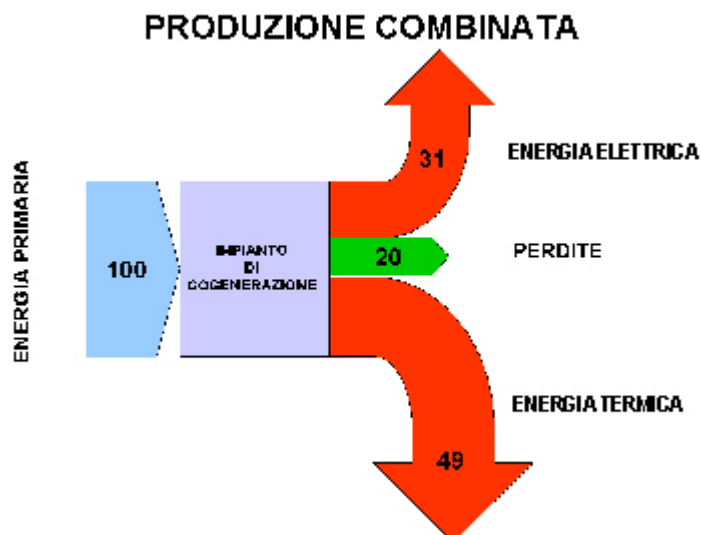 PRODUZIONE COMBINATA
31
ENERGIA ELETTRICA
ENERGIA PRIMARIA
100
IMPIANTO
DI
COGENERAZIONE
20
PERDITE
ENERGIA TERMICA
49